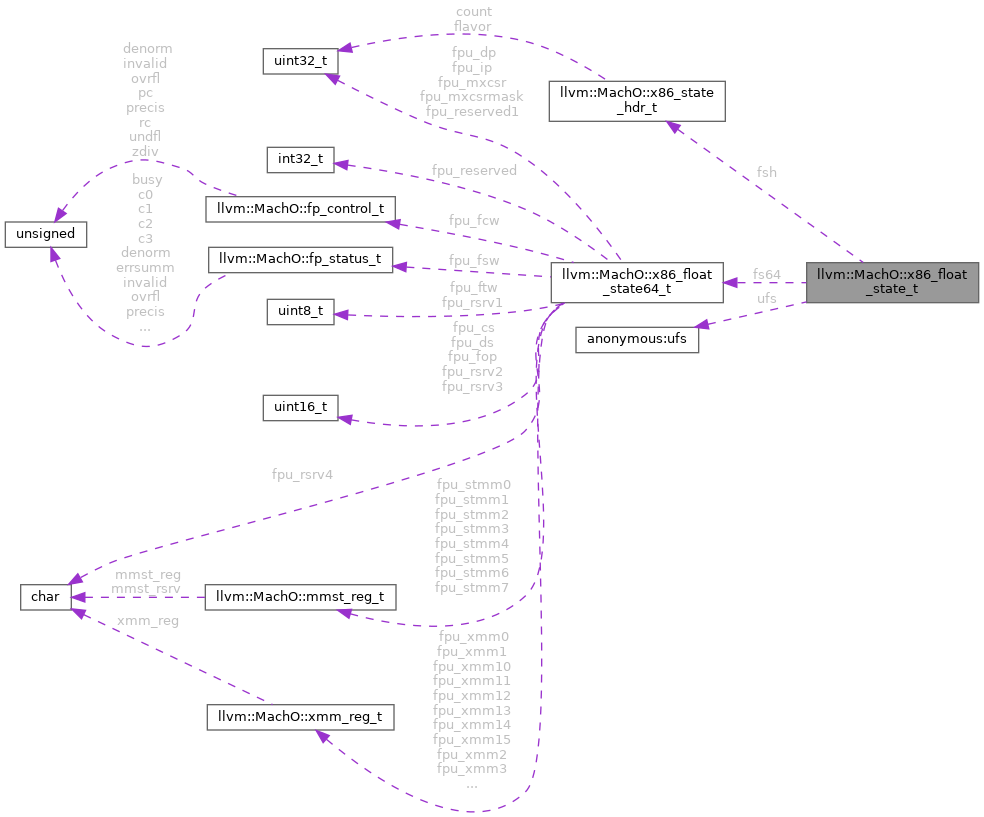 count
flavor
uint32_t
fpu_dp
fpu_ip
fpu_mxcsr
fpu_mxcsrmask
fpu_reserved1
llvm::MachO::x86_state
_hdr_t
denorm
invalid
ovrfl
pc
precis
rc
undfl
zdiv
int32_t
fpu_reserved
fsh
busy
c0
c1
c2
c3
denorm
errsumm
invalid
ovrfl
precis
...
llvm::MachO::fp_control_t
fpu_fcw
unsigned
llvm::MachO::fp_status_t
fpu_fsw
llvm::MachO::x86_float
_state64_t
fs64
llvm::MachO::x86_float
_state_t
ufs
uint8_t
fpu_ftw
fpu_rsrv1
anonymous:ufs
fpu_cs
fpu_ds
fpu_fop
fpu_rsrv2
fpu_rsrv3
uint16_t
fpu_rsrv4
fpu_stmm0
fpu_stmm1
fpu_stmm2
fpu_stmm3
fpu_stmm4
fpu_stmm5
fpu_stmm6
fpu_stmm7
char
mmst_reg
mmst_rsrv
llvm::MachO::mmst_reg_t
xmm_reg
fpu_xmm0
fpu_xmm1
fpu_xmm10
fpu_xmm11
fpu_xmm12
fpu_xmm13
fpu_xmm14
fpu_xmm15
fpu_xmm2
fpu_xmm3
...
llvm::MachO::xmm_reg_t